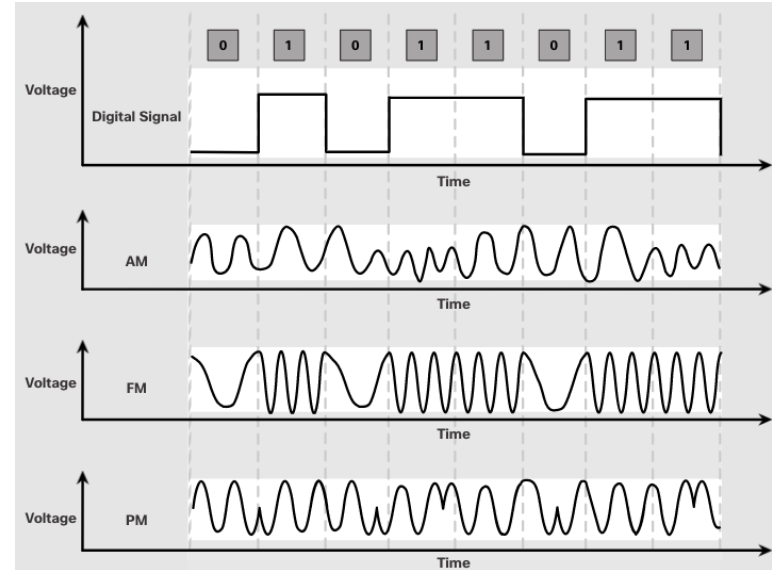 0 1 0 1 1 0 1 1
Voltage
Digital Signal
Time
Voltage
AM
Time
Voltage
FM
Time
Voltage
PM
Time